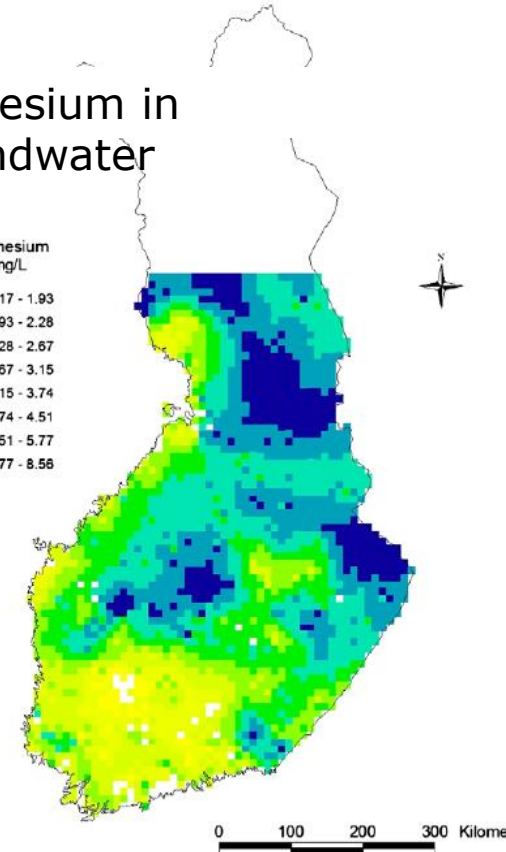 esium in
ndwater
nesium
ng/L
17 - 1.93
93 - 2.28
28 - 2.67
67 - 3.15
15 - 3.74
74 - 4.51
51 - 5.77
77 - 8.56
N
0 100 200 300 Kilome